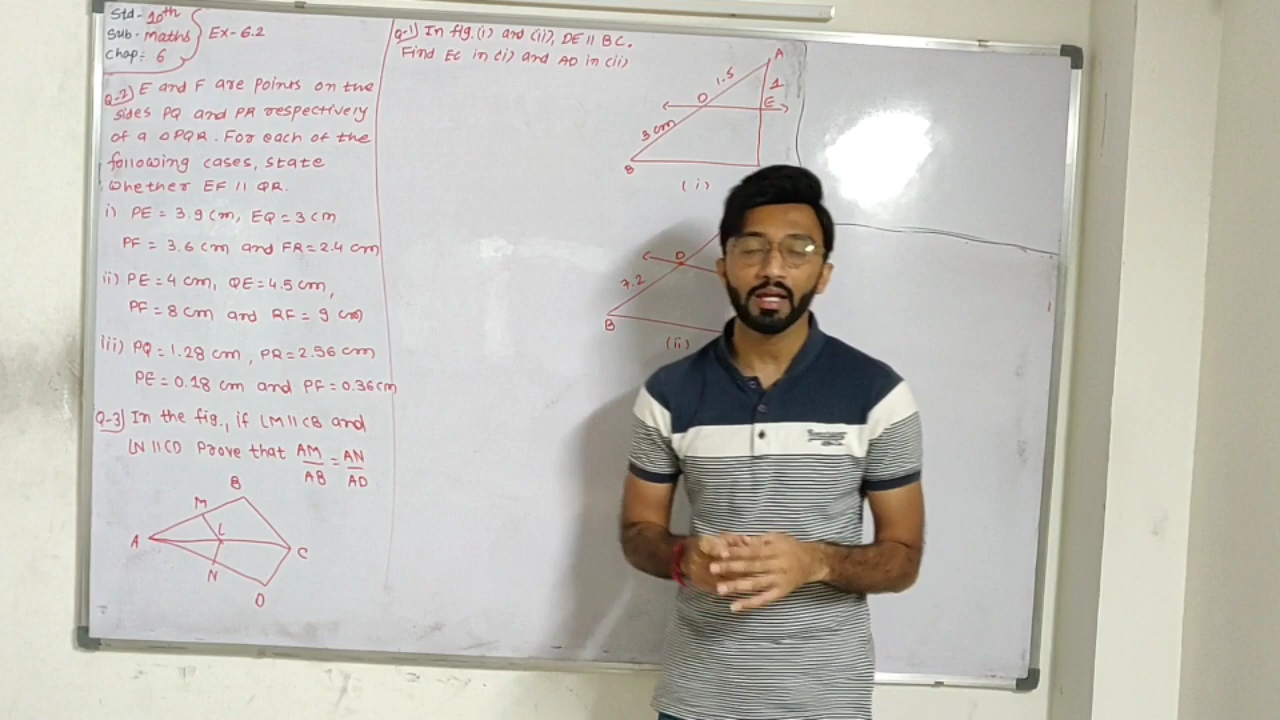 Std - 10th
Sub - Maths
Chap: 6
Ex-6.2
Q-2) E and F are Points on the
sides PQ and PR respectively
of a △PQR. For each of the
following cases, state
whether EF || QR.
i) PE = 3.9 cm, EQ = 3 cm
PF = 3.6 cm and FR = 2.4 cm
ii) PE = 4 cm, QE = 4.5 cm,
PF = 8 cm and RF = 9 cm
iii) PQ = 1.28 cm, PR = 2.56 cm
PE = 0.18 cm and PF = 0.36 cm
Q-3) In the fig., if LM || CB and
LN || CD Prove that AM/AB = AN/AD
B
M
A
L
C
N
D
Q-1) In fig.(i) and (ii), DE || BC.
Find EC in (i) and AD in (ii)
A
1.5
1
D
E
3 cm
B
(i)
D
7.2
B
(ii)